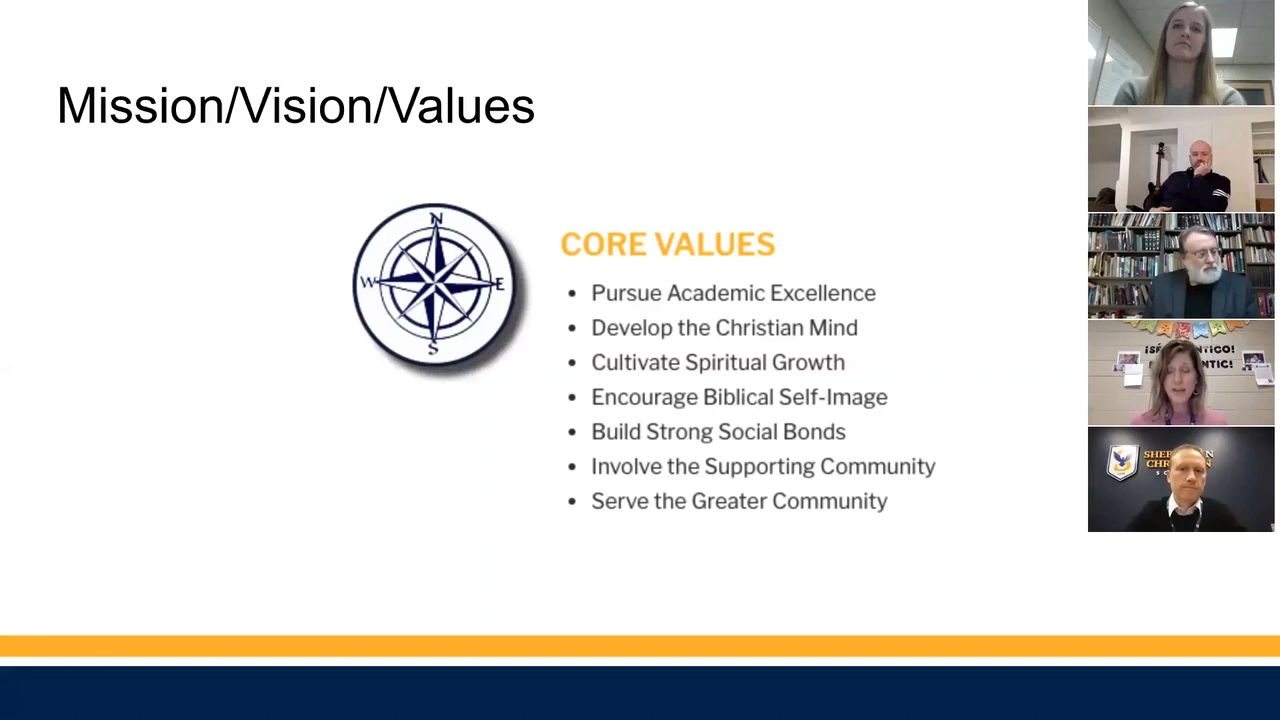 Mission/Vision/Values
N
W
E
S
CORE VALUES
• Pursue Academic Excellence
• Develop the Christian Mind
• Cultivate Spiritual Growth
• Encourage Biblical Self-Image
• Build Strong Social Bonds
• Involve the Supporting Community
• Serve the Greater Community